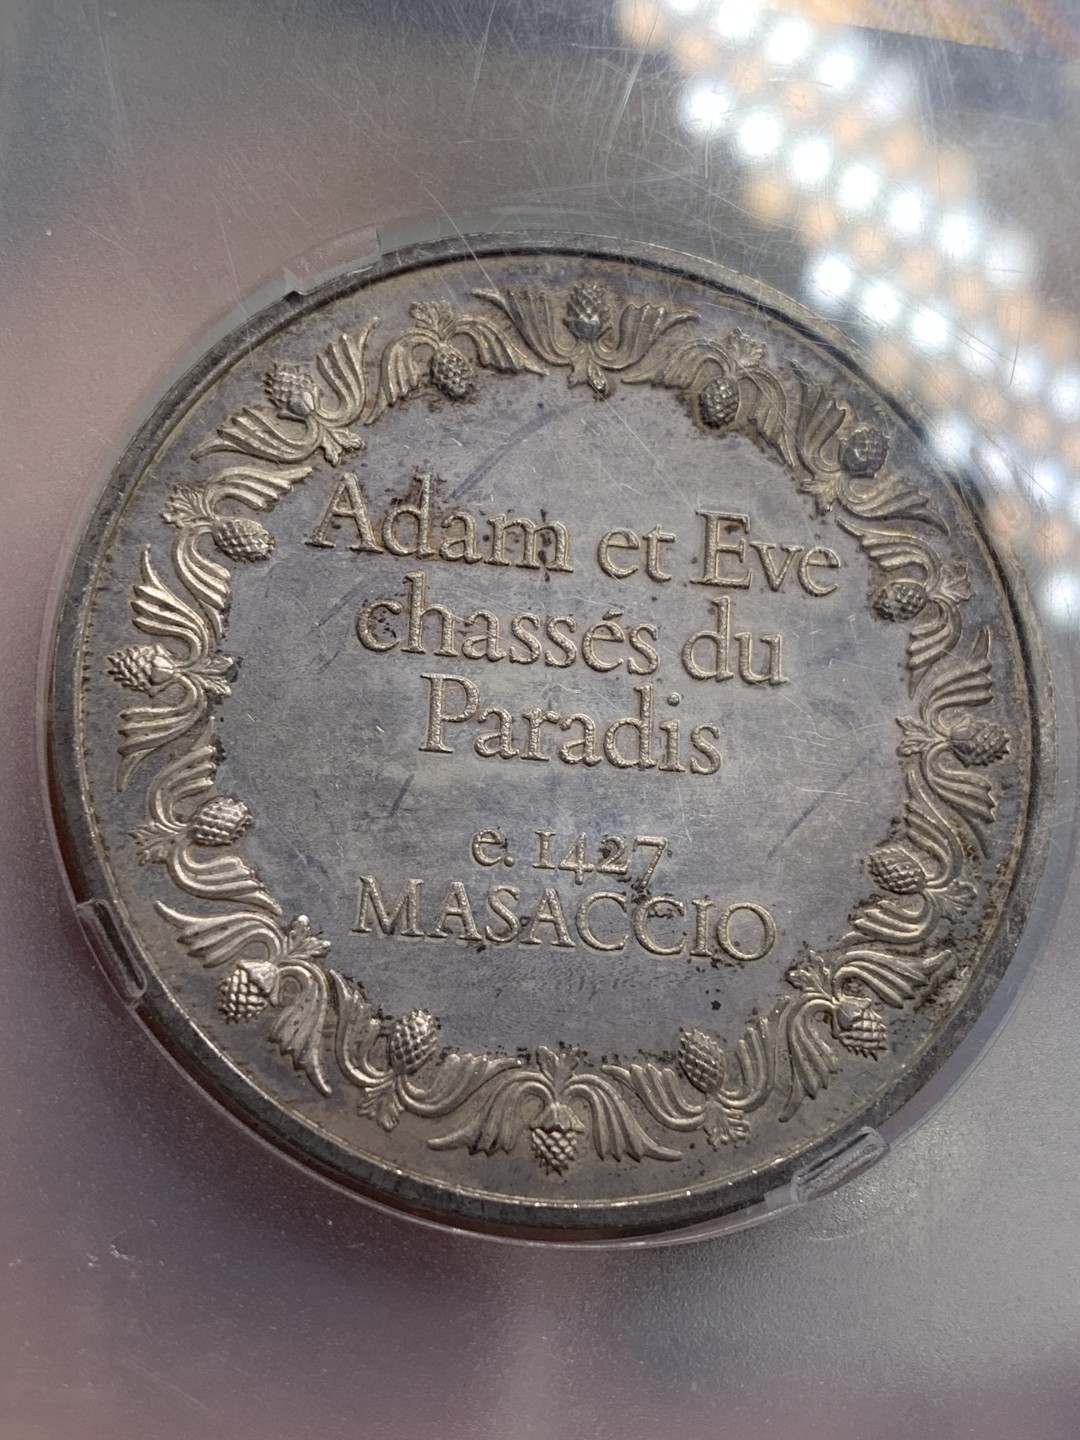 Adam et Eve
chassés du
Paradis
e. 1427
MASACCIO